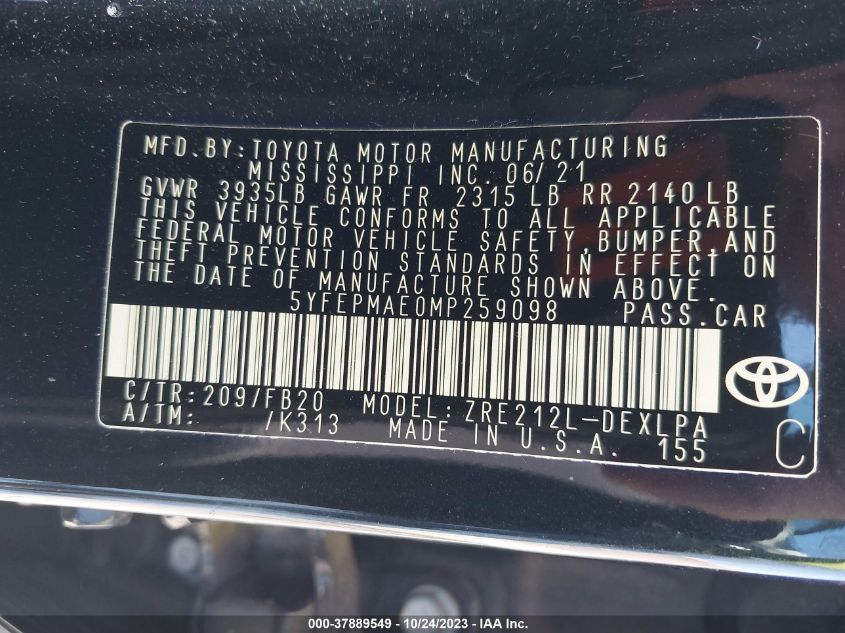 MFD.BY:TOYOTA MOTOR MANUFACTURING
MISSISSIPPI INC. 06/21
GVWR 3935LB GAWR FR 2315 LB RR 2140 LB
THIS VEHICLE CONFORMS TO ALL APPLICABLE
FEDERAL MOTOR VEHICLE SAFETY,BUMPER,AND
THEFT PREVENTION STANDARDS IN EFFECT ON
THE DATE OF MANUFACTURE SHOWN ABOVE.
5YFEPMAE0MP259098 PASS.CAR
C/TR:209/FB20 MODEL:ZRE212L-DEXLPA
A/TM: /K313 MADE IN U.S.A. 155
C
000-37889549 - 10/24/2023 - IAA Inc.